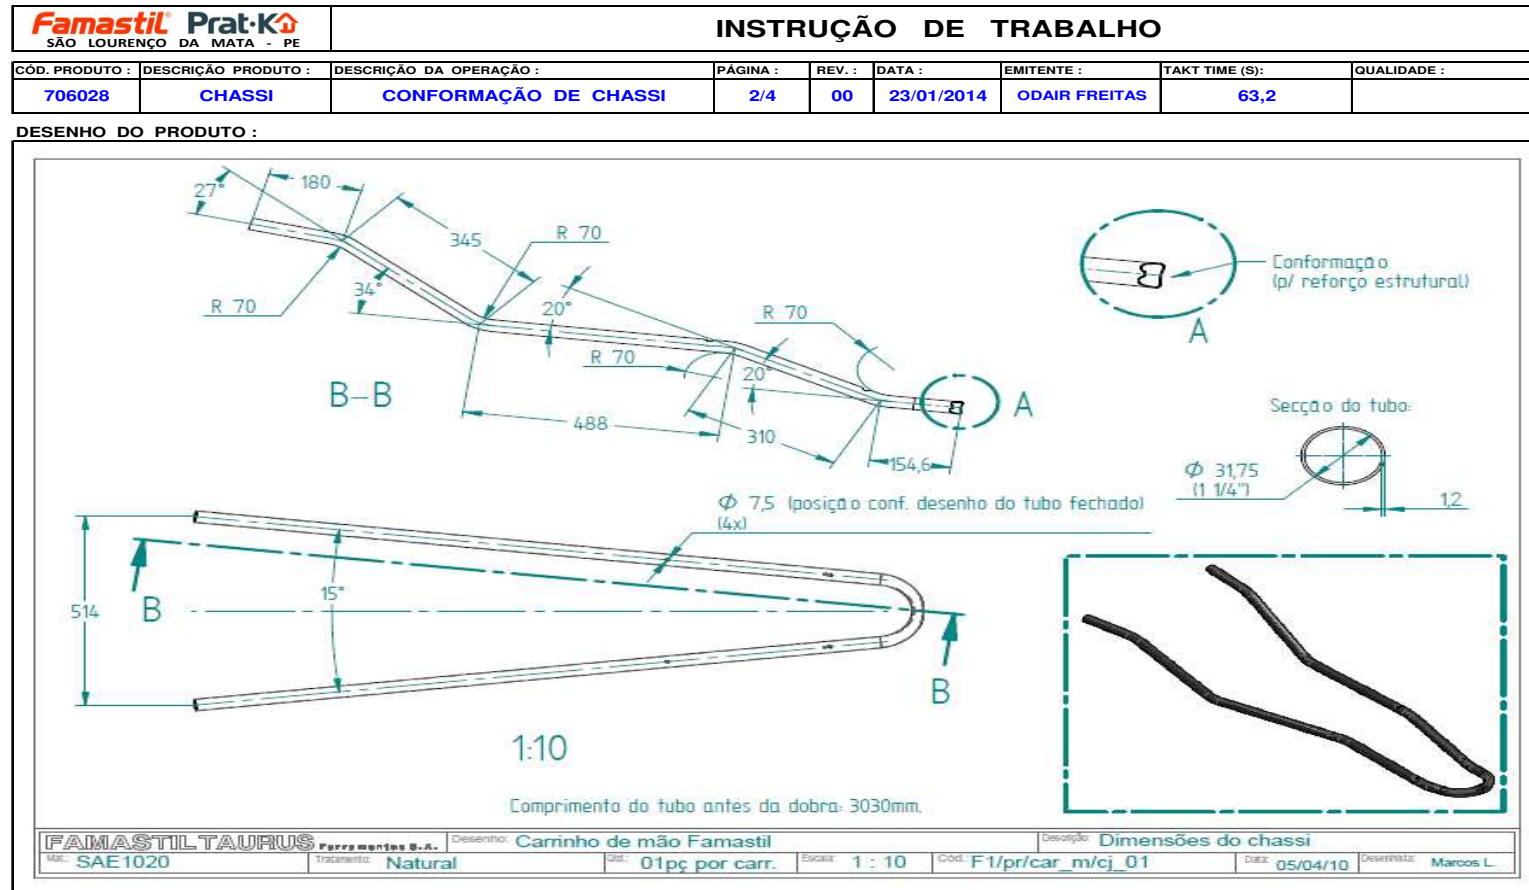 Famastil Prat-K
SÃO LOURENÇO DA MATA - PE
INSTRUÇÃO DE TRABALHO
CÓD. PRODUTO : DESCRIÇÃO PRODUTO : DESCRIÇÃO DA OPERAÇÃO : PÁGINA : REV. : DATA : EMITENTE : TAKT TIME (S): QUALIDADE :
706028 CHASSI CONFORMAÇÃO DE CHASSI 2/4 00 23/01/2014 ODAIR FREITAS 63,2
DESENHO DO PRODUTO :
27°
180
345
R 70
R 70
34°
20°
R 70
R 70
20°
B-B
488
310
154,6
A
Conformação
(p/ reforço estrutural)
A
Secção do tubo:
Φ 31,75
(1 1/4")
1,2
Φ 7,5 (posição conf. desenho do tubo fechado)
(4x)
514
B
15°
B
1:10
Comprimento do tubo antes da dobra: 3030mm.
FAMASTIL TAURUS Ferramentas S.A. Desenho: Carrinho de mão Famastil Descrição: Dimensões do chassi
Mat.: SAE1020 Tratamento: Natural Qtd.: 01pç por carr. Escala: 1 : 10 Cód.: F1/pr/car_m/cj_01 Data: 05/04/10 Desenhista: Marcos L.